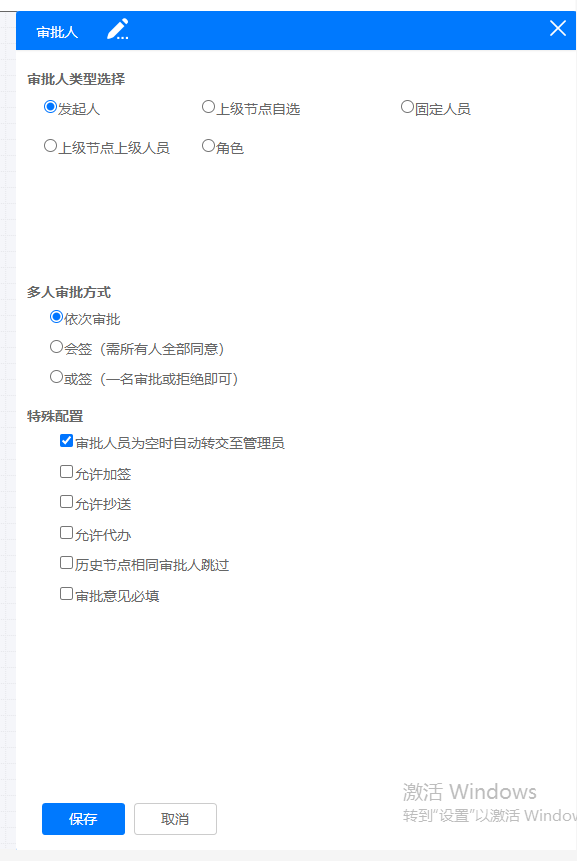 审批人
审批人类型选择
发起人 上级节点自选 固定人员
上级节点上级人员 角色
多人审批方式
依次审批
会签（需所有人全部同意）
或签（一名审批或拒绝即可）
特殊配置
审批人员为空时自动转交至管理员
允许加签
允许抄送
允许代办
历史节点相同审批人跳过
审批意见必填
激活 Windows
转到"设置"以激活 Window
保存 取消